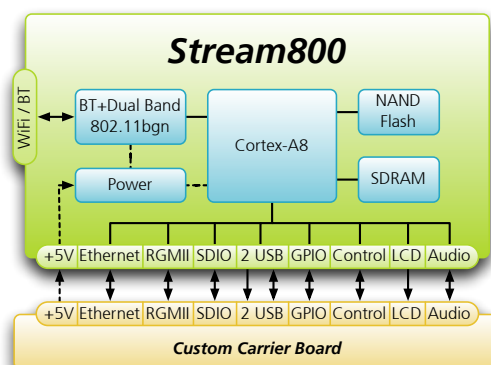 Stream800
WiFi / BT
BT+Dual Band
802.11bgn
NAND
Flash
Cortex-A8
Power
SDRAM
+5V Ethernet RGMII SDIO 2 USB GPIO Control LCD Audio
+5V Ethernet RGMII SDIO 2 USB GPIO Control LCD Audio
Custom Carrier Board